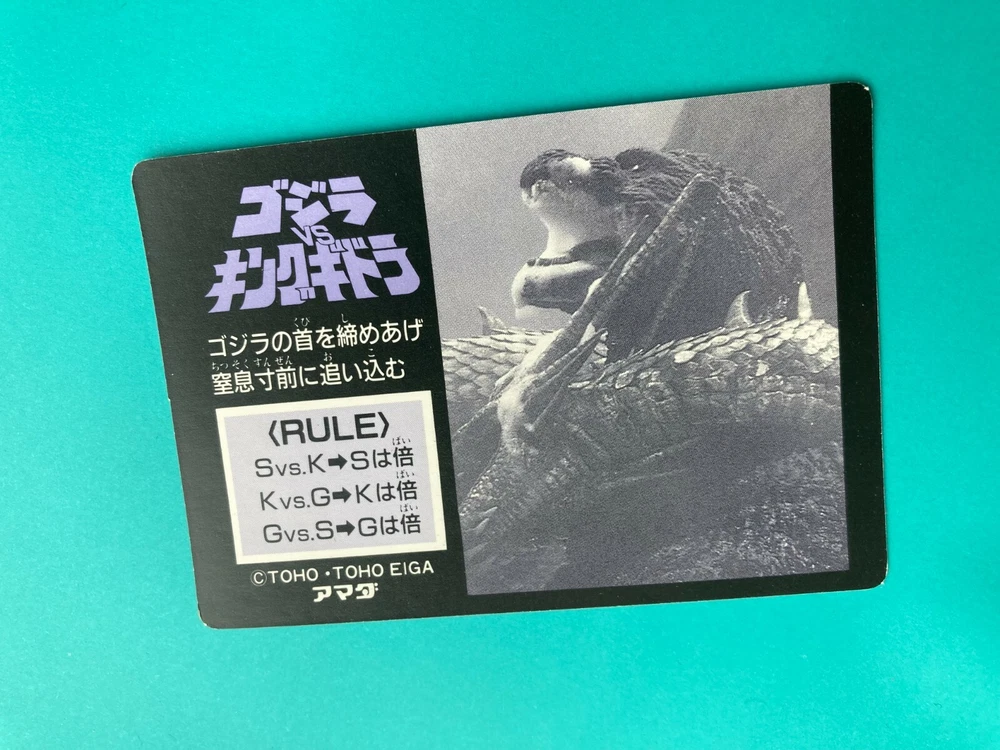 ゴジラ
VS
キングギドラ
ゴジラの首を締めあげ
窒息寸前に追い込む
〈RULE〉
Svs.K➡Sは倍
Kvs.G➡Kは倍
Gvs.S➡Gは倍
©TOHO・TOHO EIGA
アマダ